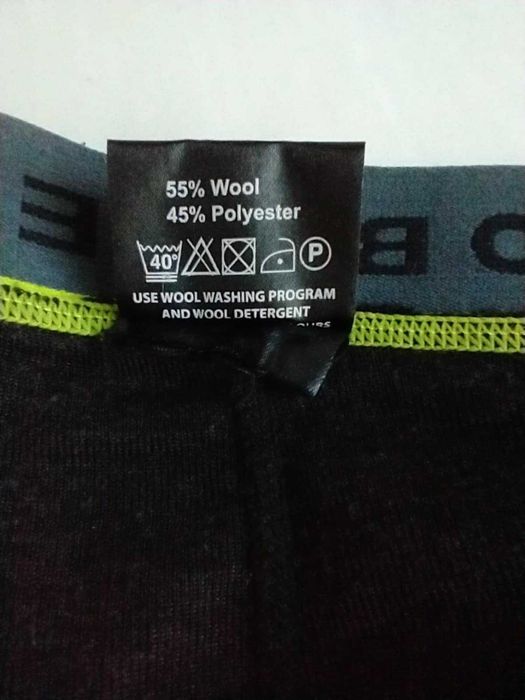 55% Wool
45% Polyester
40°
P
USE WOOL WASHING PROGRAM
AND WOOL DETERGENT